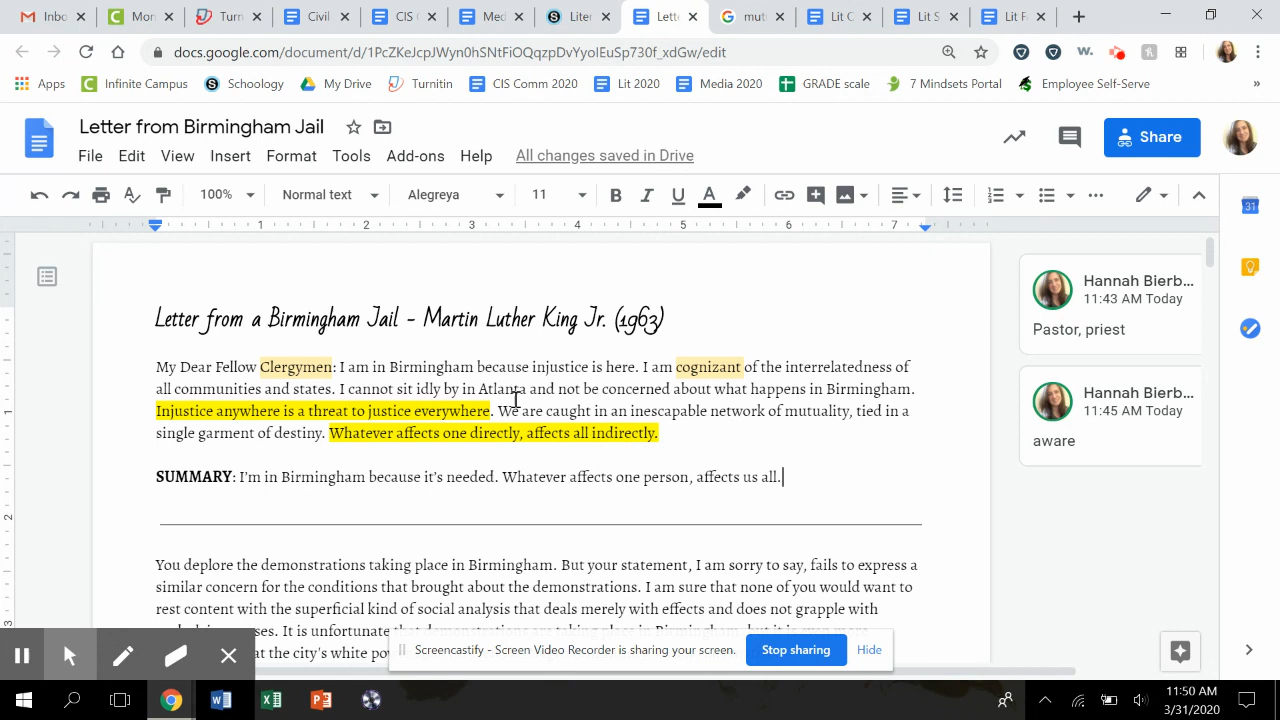 Inbo
Mon
Turn
Civil
CIS C
Med
Liter
Lette
mutu
Lit C
Lit S
Lit F
docs.google.com/document/d/1PcZKeJcpJWyn0hSNtFiOQqzpDvYyolEuSp730f_xdGw/edit
Apps
Infinite Campus
Schoology
My Drive
Turnitin
CIS Comm 2020
Lit 2020
Media 2020
GRADE scale
7 Mindsets Portal
Employee Self-Serve
»
Letter from Birmingham Jail
File Edit View Insert Format Tools Add-ons Help All changes saved in Drive
Share
100% Normal text Alegreya 11 B I U A
1 2 3 4 5 6 7
Letter from a Birmingham Jail - Martin Luther King Jr. (1963)
My Dear Fellow Clergymen: I am in Birmingham because injustice is here. I am cognizant of the interrelatedness of
all communities and states. I cannot sit idly by in Atlanta and not be concerned about what happens in Birmingham.
Injustice anywhere is a threat to justice everywhere. We are caught in an inescapable network of mutuality, tied in a
single garment of destiny. Whatever affects one directly, affects all indirectly.
SUMMARY: I'm in Birmingham because it's needed. Whatever affects one person, affects us all.
You deplore the demonstrations taking place in Birmingham. But your statement, I am sorry to say, fails to express a
similar concern for the conditions that brought about the demonstrations. I am sure that none of you would want to
rest content with the superficial kind of social analysis that deals merely with effects and does not grapple with
Hannah Bierb...
11:43 AM Today
Pastor, priest
Hannah Bierb...
11:45 AM Today
aware
31
1
2
3
Screencastify - Screen Video Recorder is sharing your screen.
Stop sharing
Hide
11:50 AM
3/31/2020